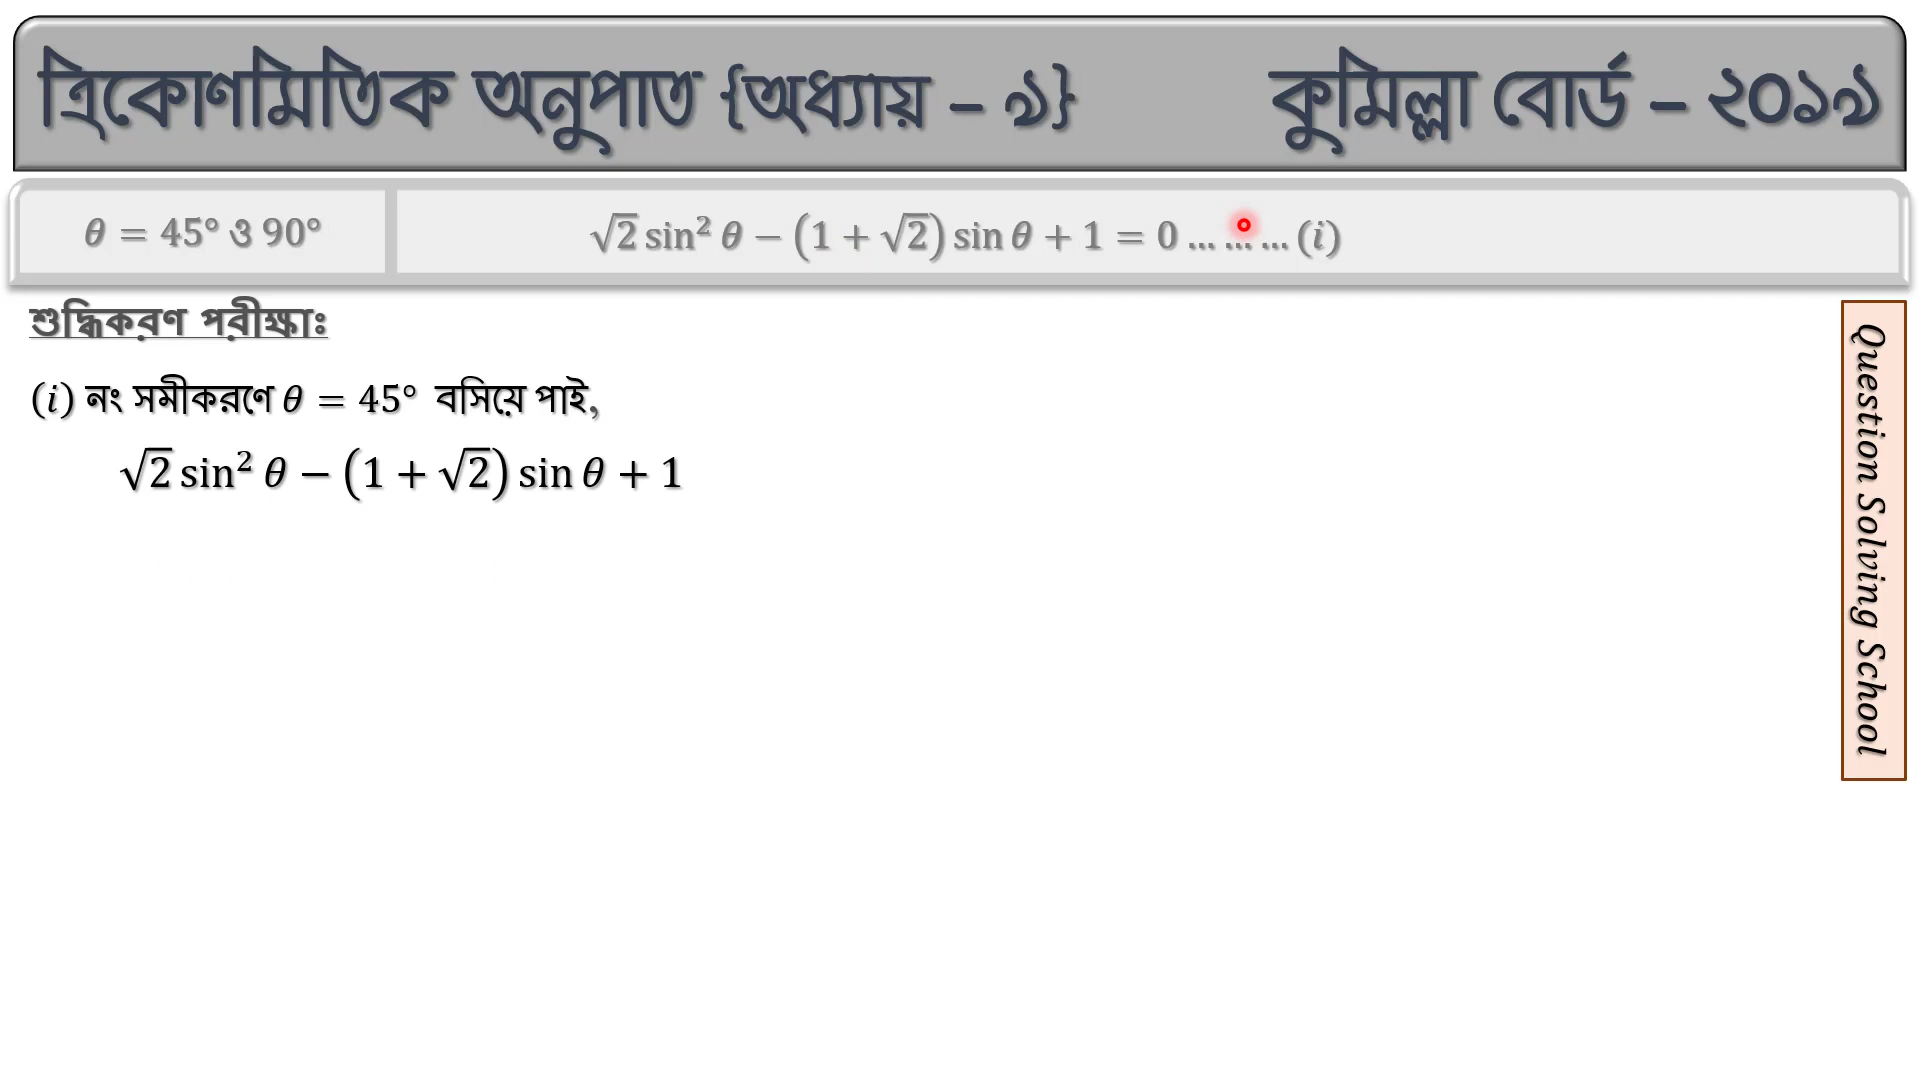 ত্রিকোণমিতিক অনুপাত {অধ্যায় – ৯} কুমিল্লা বোর্ড – ২০১৯
θ = 45° ও 90°
√2 sin² θ − (1 + √2) sin θ + 1 = 0 … … … (i)
শুদ্ধিকরণ পরীক্ষাঃ
(i) নং সমীকরণে θ = 45° বসিয়ে পাই,
√2 sin² θ − (1 + √2) sin θ + 1
Question Solving School